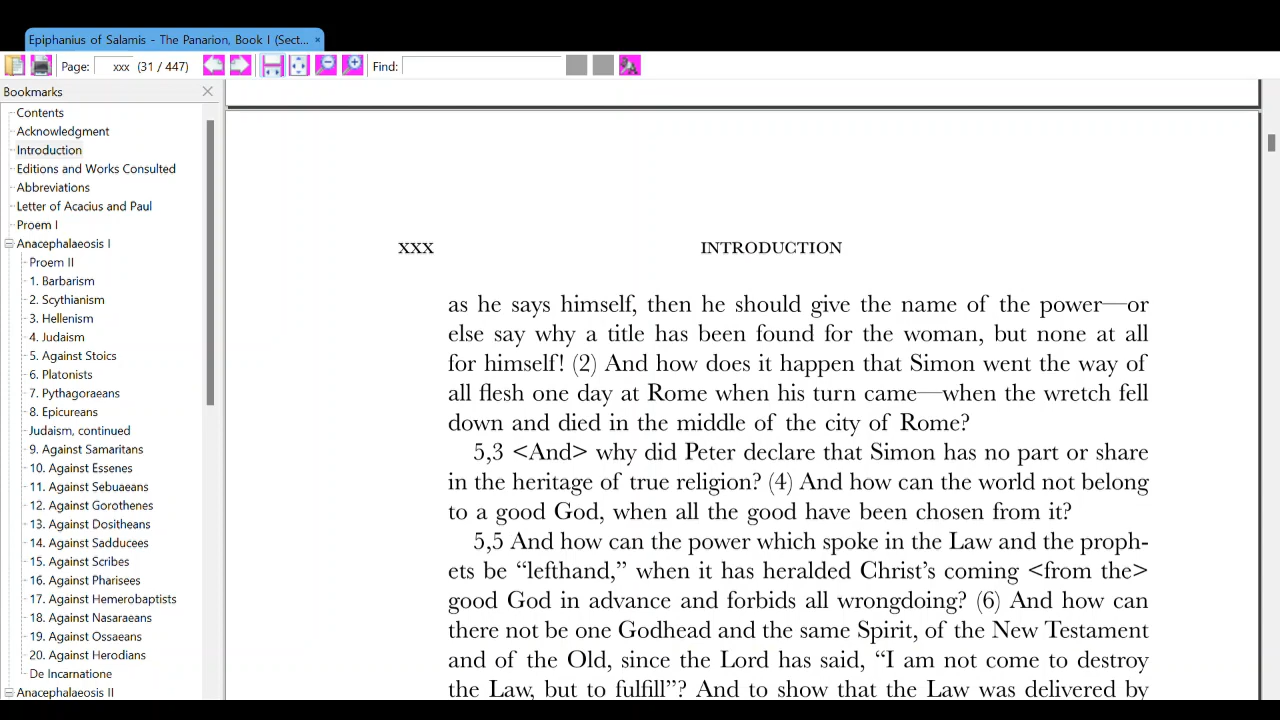 Epiphanius of Salamis - The Panarion, Book I (Sect... ×
Page: xxx (31 / 447) Find:
Bookmarks
Contents
Acknowledgment
Introduction
Editions and Works Consulted
Abbreviations
Letter of Acacius and Paul
Proem I
Anacephalaeosis I
Proem II
1. Barbarism
2. Scythianism
3. Hellenism
4. Judaism
5. Against Stoics
6. Platonists
7. Pythagoraeans
8. Epicureans
Judaism, continued
9. Against Samaritans
10. Against Essenes
11. Against Sebuaeans
12. Against Gorothenes
13. Against Dositheans
14. Against Sadducees
15. Against Scribes
16. Against Pharisees
17. Against Hemerobaptists
18. Against Nasaraeans
19. Against Ossaeans
20. Against Herodians
De Incarnatione
Anacephalaeosis II
XXX INTRODUCTION
as he says himself, then he should give the name of the power—or
else say why a title has been found for the woman, but none at all
for himself! (2) And how does it happen that Simon went the way of
all flesh one day at Rome when his turn came—when the wretch fell
down and died in the middle of the city of Rome?
5,3 <And> why did Peter declare that Simon has no part or share
in the heritage of true religion? (4) And how can the world not belong
to a good God, when all the good have been chosen from it?
5,5 And how can the power which spoke in the Law and the proph-
ets be “lefthand,” when it has heralded Christ’s coming <from the>
good God in advance and forbids all wrongdoing? (6) And how can
there not be one Godhead and the same Spirit, of the New Testament
and of the Old, since the Lord has said, “I am not come to destroy
the Law, but to fulfill”? And to show that the Law was delivered by